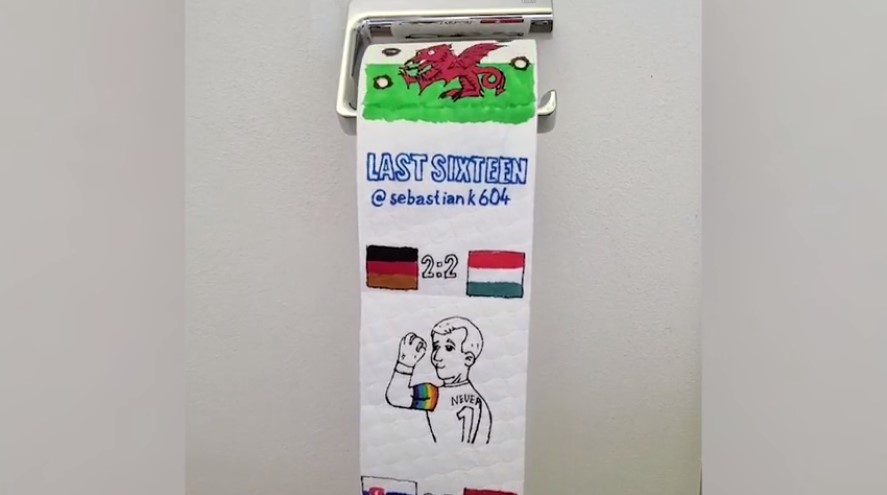 LAST SIXTEEN
@sebastiank604
2:2
NEUER
1